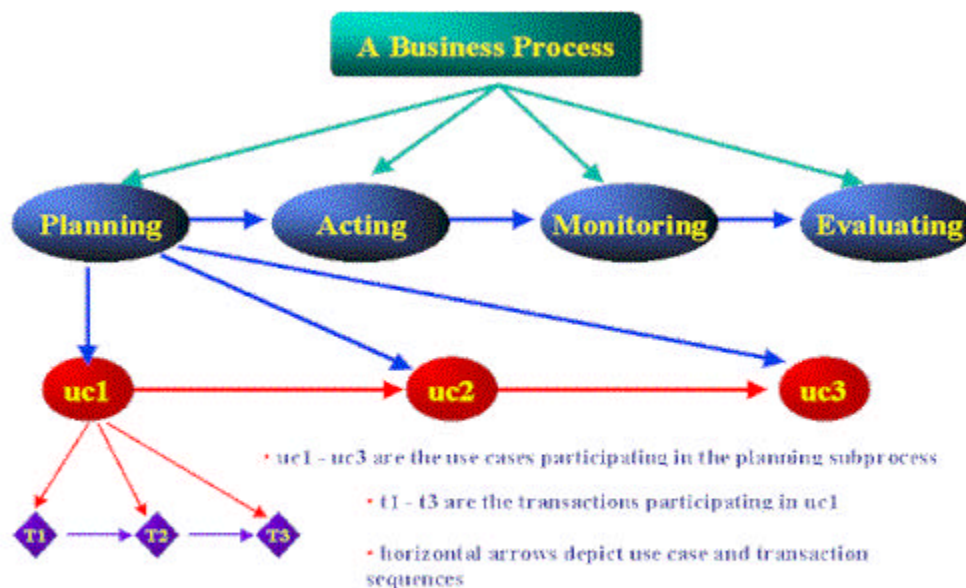 A Business Process
Planning
Acting
Monitoring
Evaluating
uc1
uc2
uc3
• uc1 - uc3 are the use cases participating in the planning subprocess
• t1 - t3 are the transactions participating in uc1
T1
T2
T3
• horizontal arrows depict use case and transaction
sequences